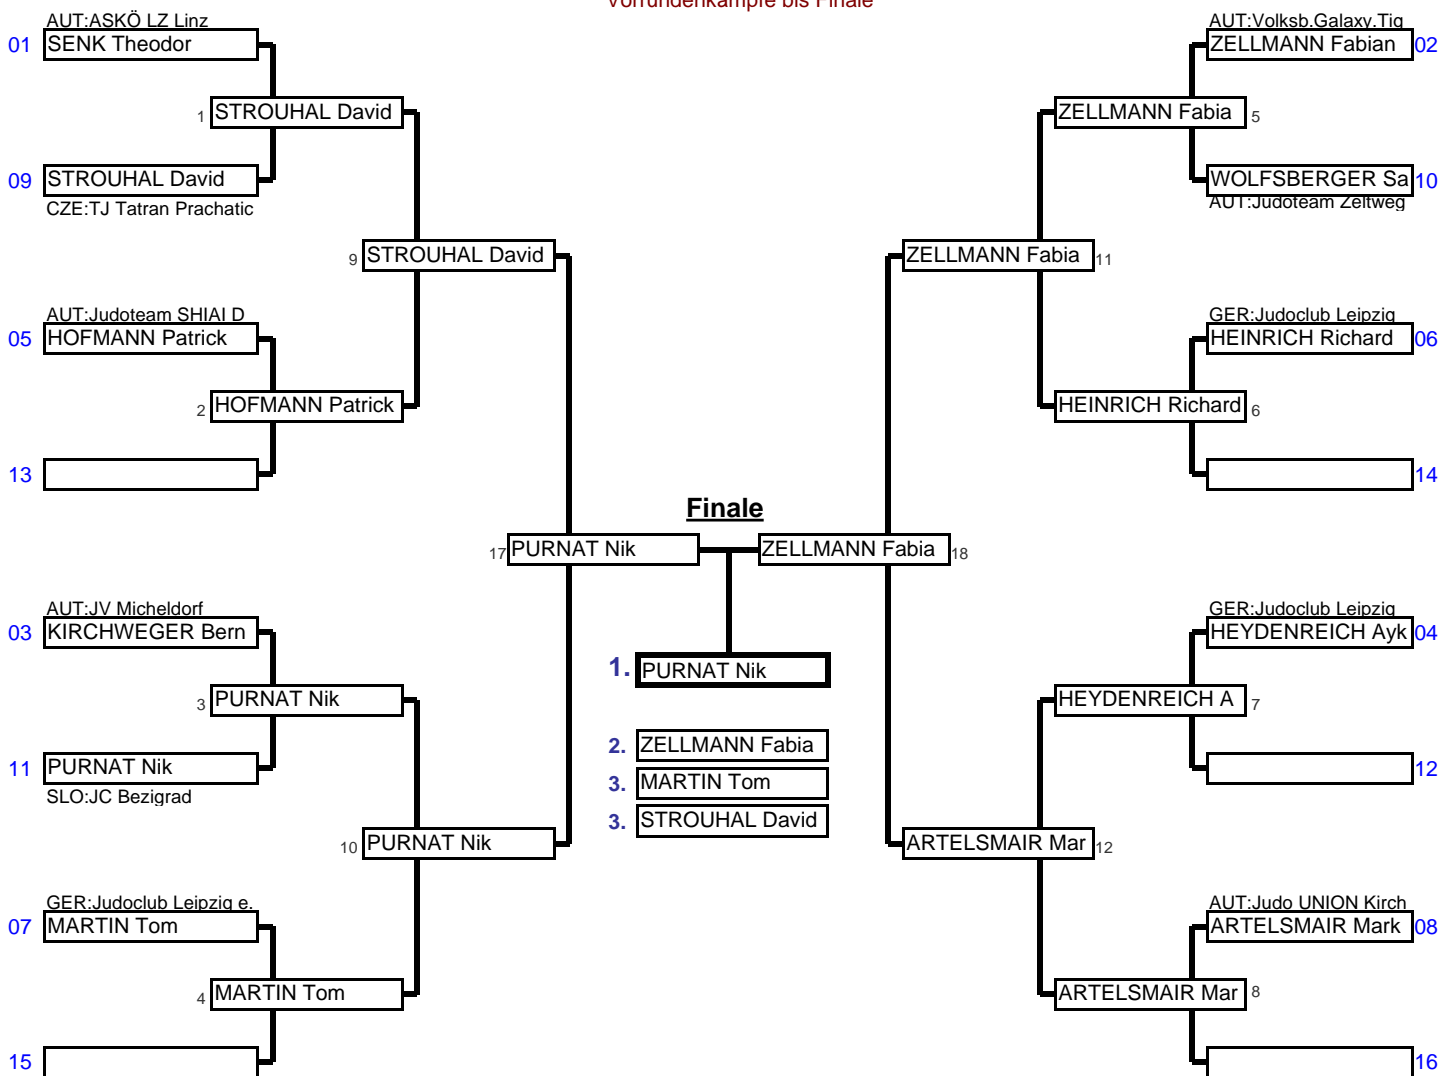 Vorrundenkämpfe bis Finale
AUT:ASKÖ LZ Linz
01 SENK Theodor
1 STROUHAL David
09 STROUHAL David
CZE:TJ Tatran Prachatic
9 STROUHAL David
AUT:Judoteam SHIAI D
05 HOFMANN Patrick
2 HOFMANN Patrick
13
17 PURNAT Nik
AUT:JV Micheldorf
03 KIRCHWEGER Bern
3 PURNAT Nik
11 PURNAT Nik
SLO:JC Bezigrad
10 PURNAT Nik
GER:Judoclub Leipzig e.
07 MARTIN Tom
4 MARTIN Tom
15
Finale
1. PURNAT Nik
2. ZELLMANN Fabia
3. MARTIN Tom
3. STROUHAL David
AUT:Volksb.Galaxy.Tig
ZELLMANN Fabian 02
ZELLMANN Fabia 5
WOLFSBERGER Sa 10
AUT:Judoteam Zeltweg
ZELLMANN Fabia 11
GER:Judoclub Leipzig
HEINRICH Richard 06
HEINRICH Richard 6
14
ZELLMANN Fabia 18
GER:Judoclub Leipzig
HEYDENREICH Ayk 04
HEYDENREICH A 7
12
ARTELSMAIR Mar 12
AUT:Judo UNION Kirch
ARTELSMAIR Mark 08
ARTELSMAIR Mar 8
16